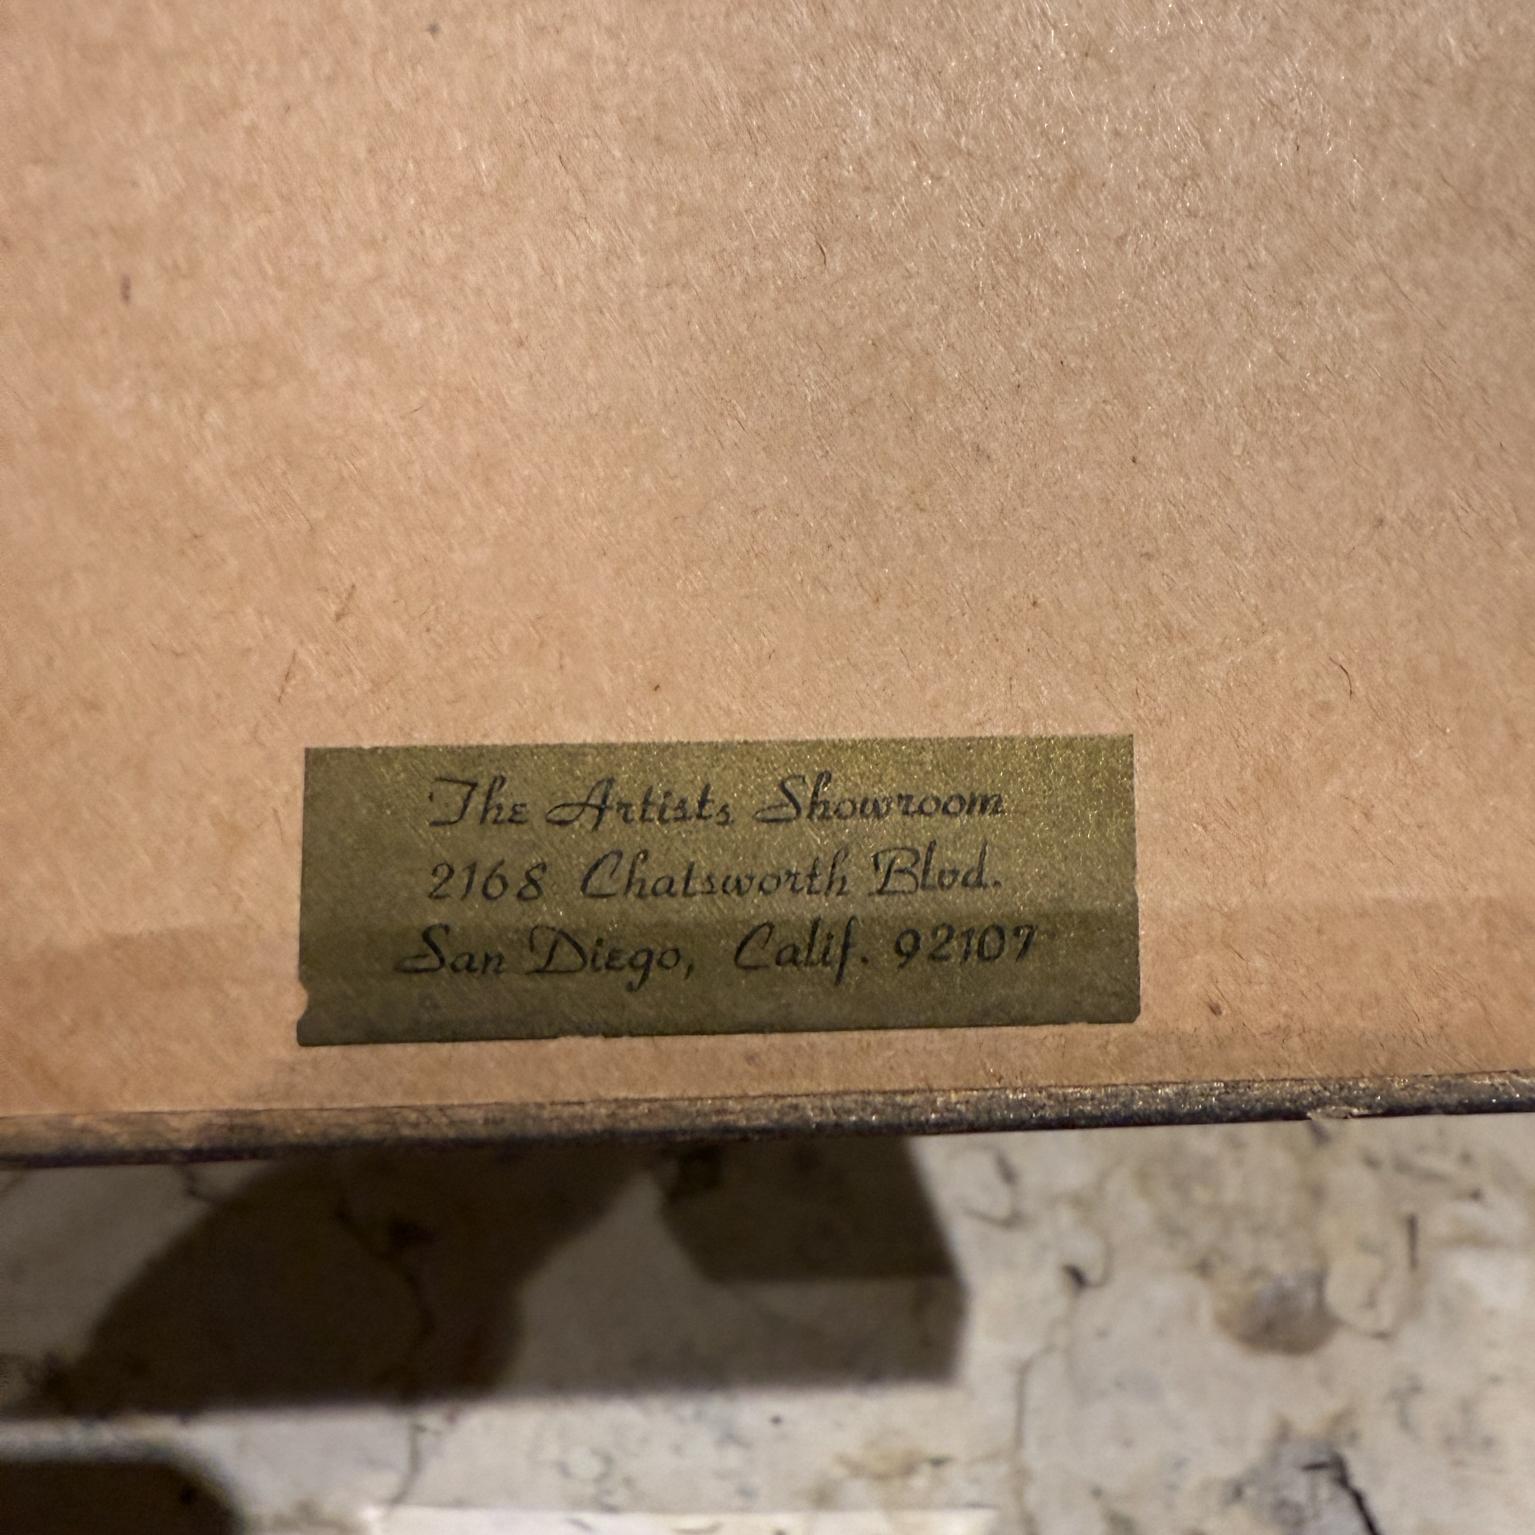 The Artists Showroom
2168 Chatsworth Blvd.
San Diego, Calif. 92107